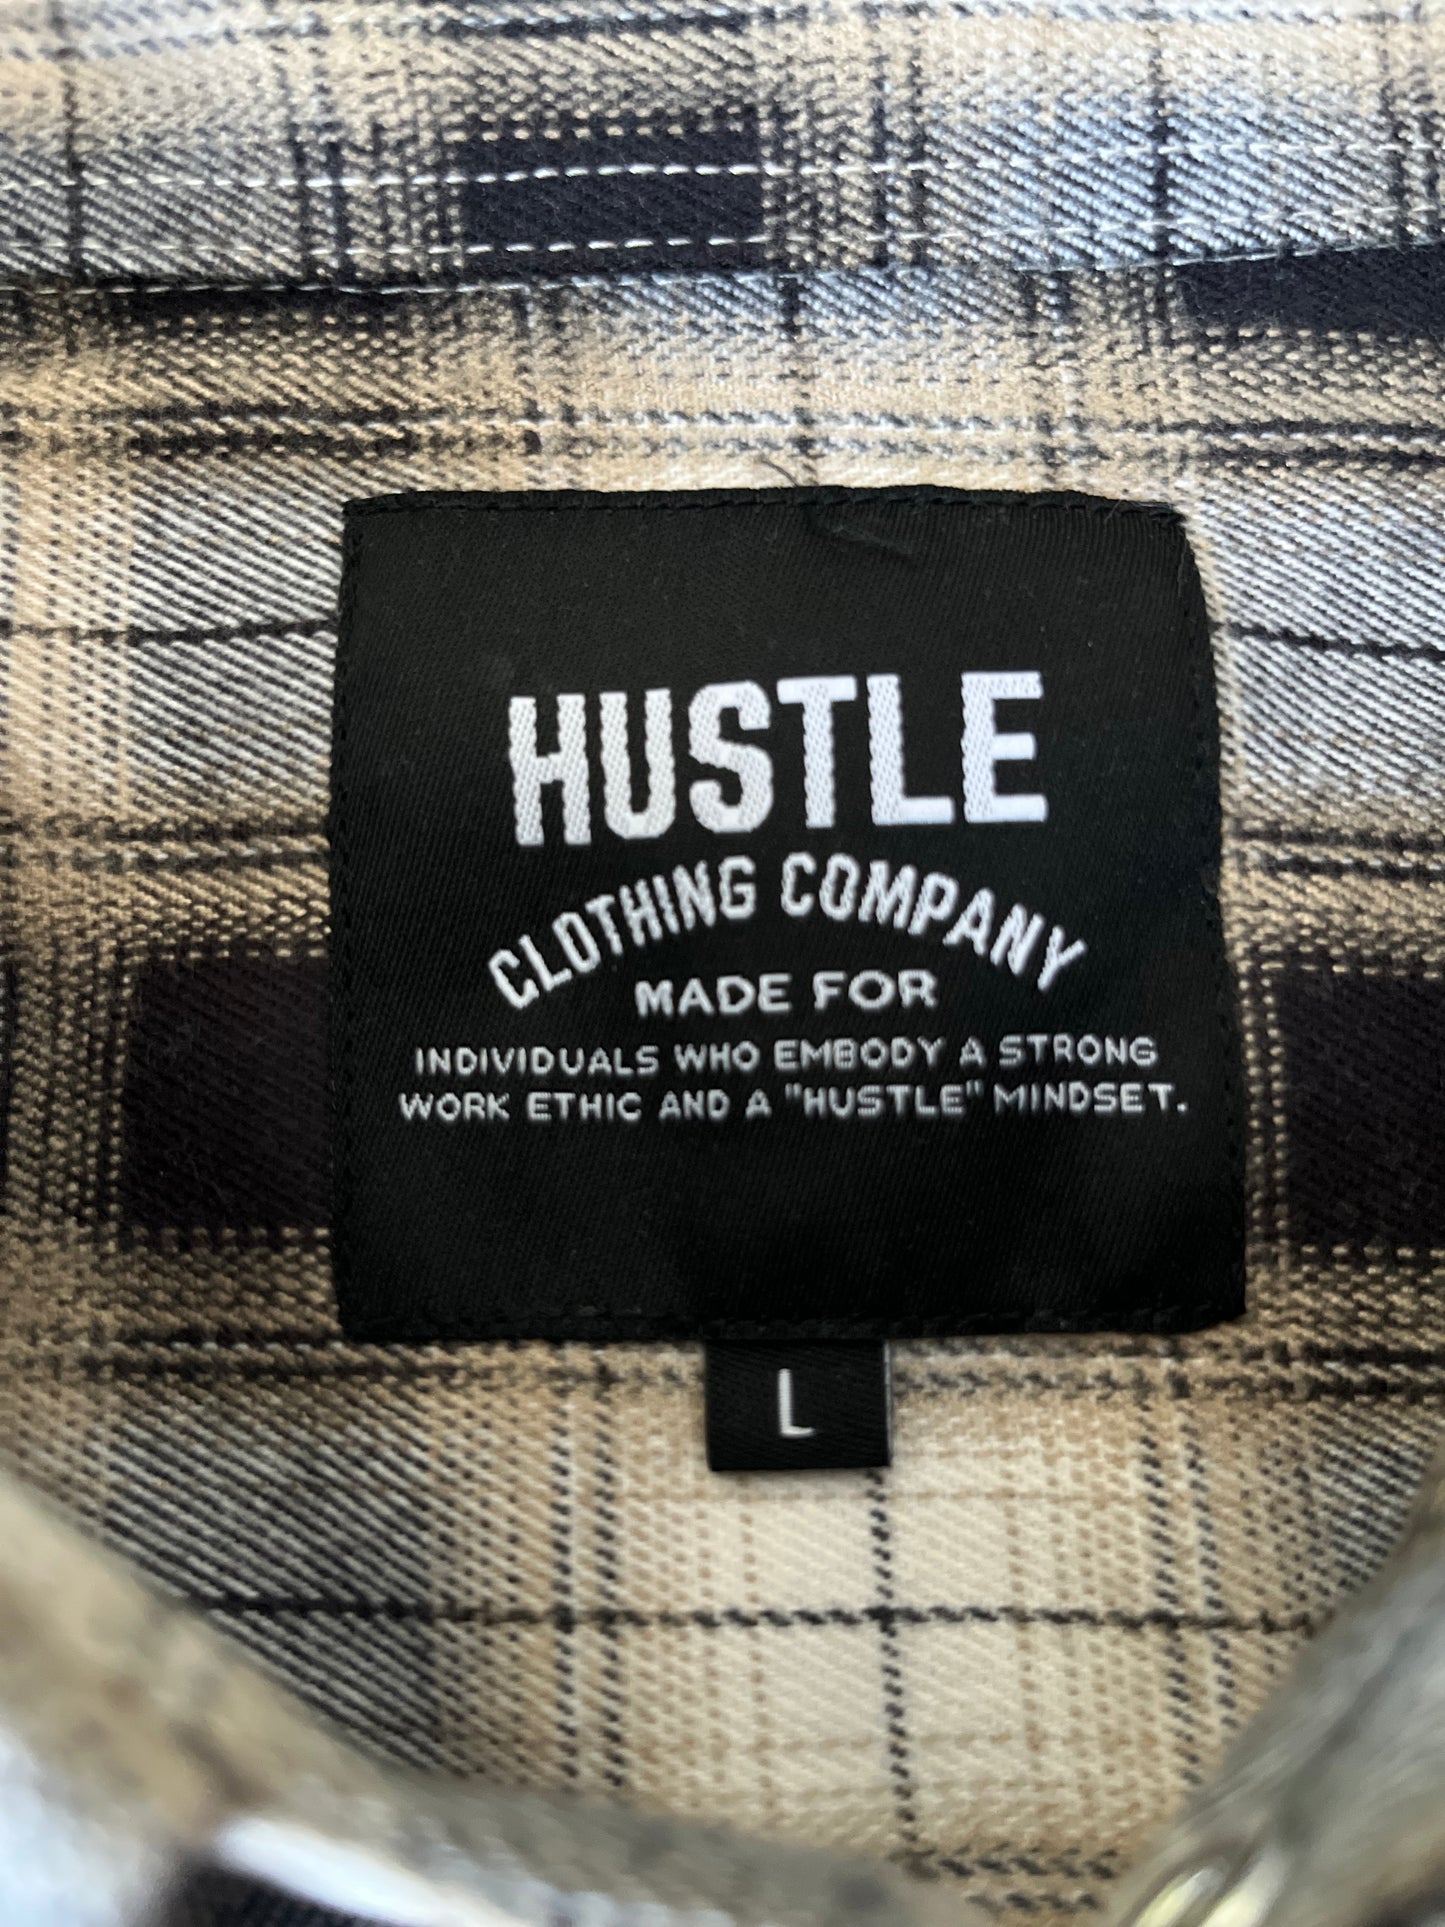 HUSTLE
CLOTHING COMPANY
MADE FOR
INDIVIDUALS WHO EMBODY A STRONG
WORK ETHIC AND A "HUSTLE" MINDSET.
L